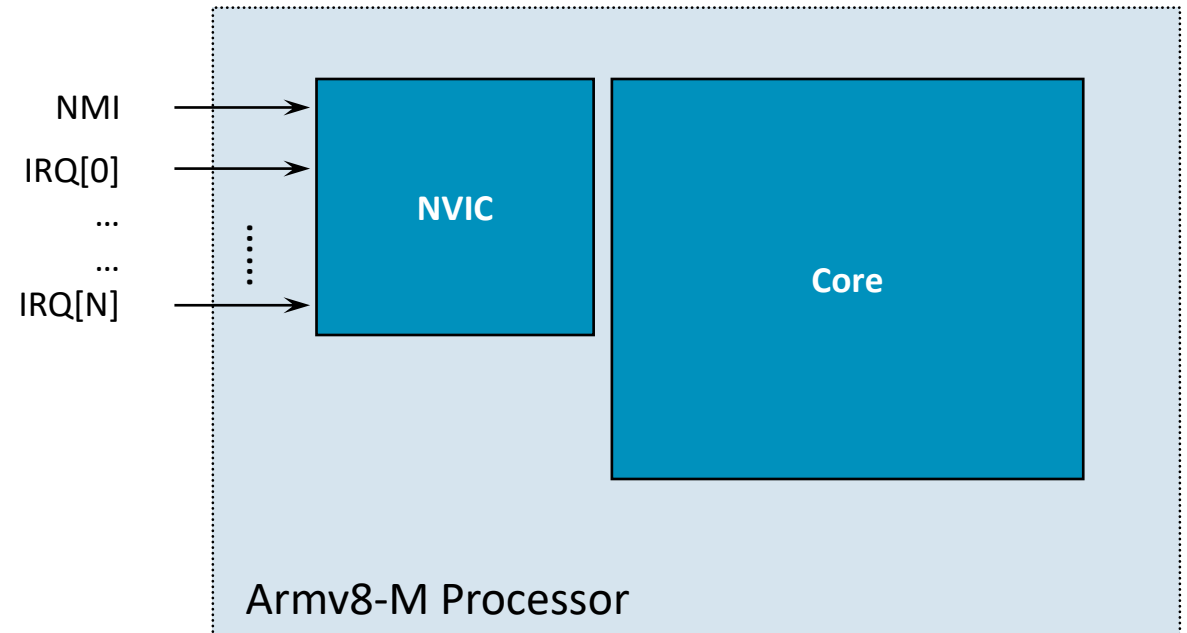 NMI
IRQ[0]
...
...
IRQ[N]
NVIC
Core
Armv8-M Processor